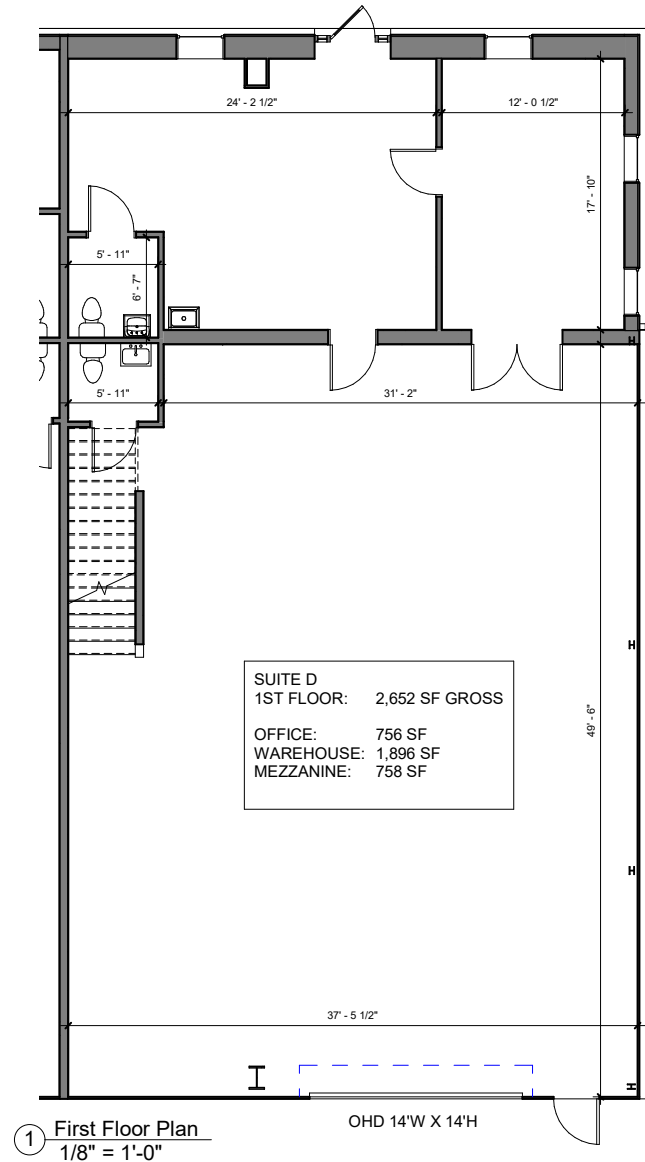 24' - 2 1/2"
12' - 0 1/2"
17' - 10"
5' - 11"
6' - 7"
5' - 11"
31' - 2"
SUITE D
1ST FLOOR: 2,652 SF GROSS
OFFICE: 756 SF
WAREHOUSE: 1,896 SF
MEZZANINE: 758 SF
49' - 6"
37' - 5 1/2"
OHD 14'W X 14'H
1 First Floor Plan
1/8" = 1'-0"